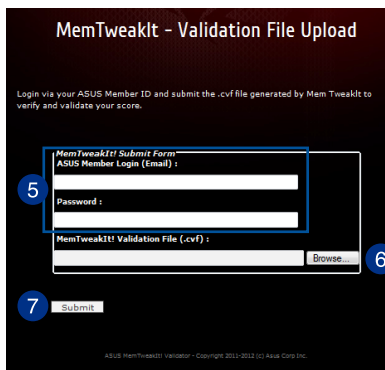 MemTweakIt - Validation File Upload
Login via your ASUS Member ID and submit the .cvf file generated by Mem TweakIt to
verify and validate your score.
MemTweakIt! Submit Form
ASUS Member Login (Email) :
5
Password :
MemTweakIt! Validation File (.cvf) :
Browse...
6
7
Submit
ASUS MemTweakIt! Validator - Copyright 2011-2012 (c) Asus Corp Inc.